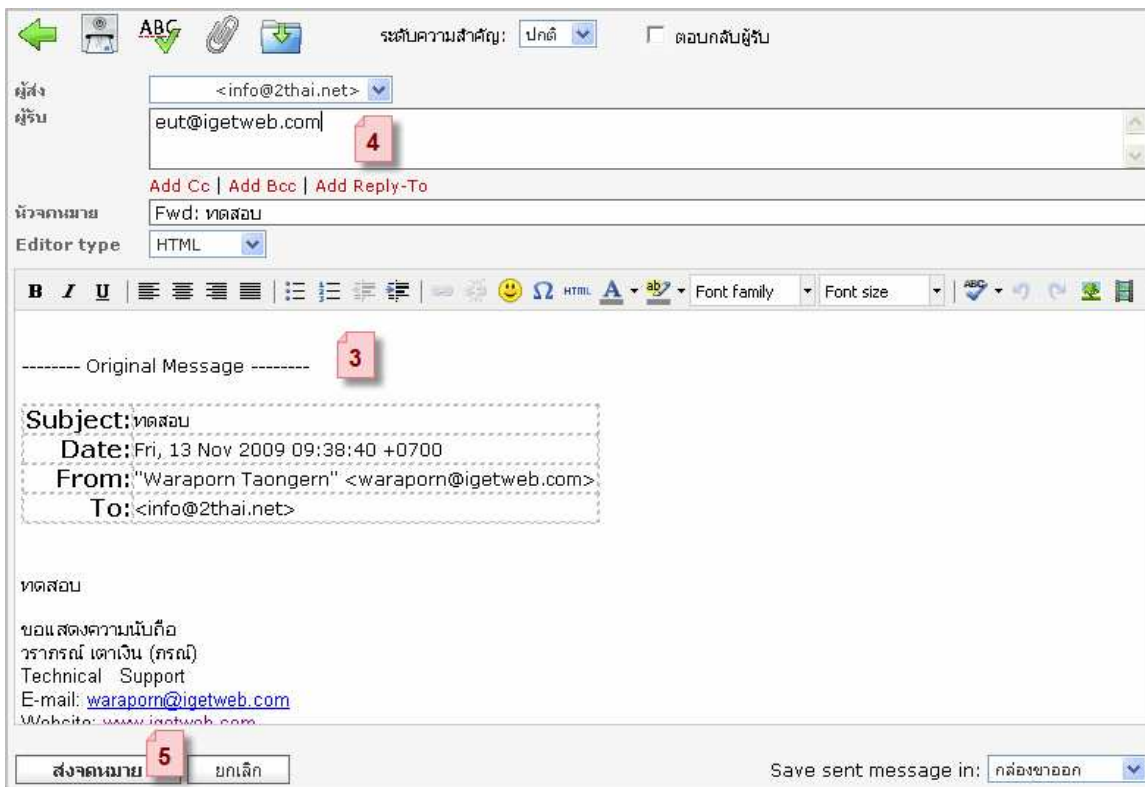 ABC
ระดับความสำคัญ: ปกติ ตอบกลับผู้รับ
ผู้ส่ง <info@2thai.net>
ผู้รับ eut@igetweb.com
4
Add Cc | Add Bcc | Add Reply-To
หัวจดหมาย Fwd: ทดสอบ
Editor type HTML
B I U Ω HTML A ab Font family Font size ABC
-------- Original Message --------
3
Subject: ทดสอบ
Date: Fri, 13 Nov 2009 09:38:40 +0700
From: "Waraporn Taongern" <waraporn@igetweb.com>
To: <info@2thai.net>
ทดสอบ
ขอแสดงความนับถือ
วราภรณ์ เตาเงิน (ภรณ์)
Technical Support
E-mail: waraporn@igetweb.com
Website: www.igetweb.com
ส่งจดหมาย 5 ยกเลิก Save sent message in: กล่องขาออก